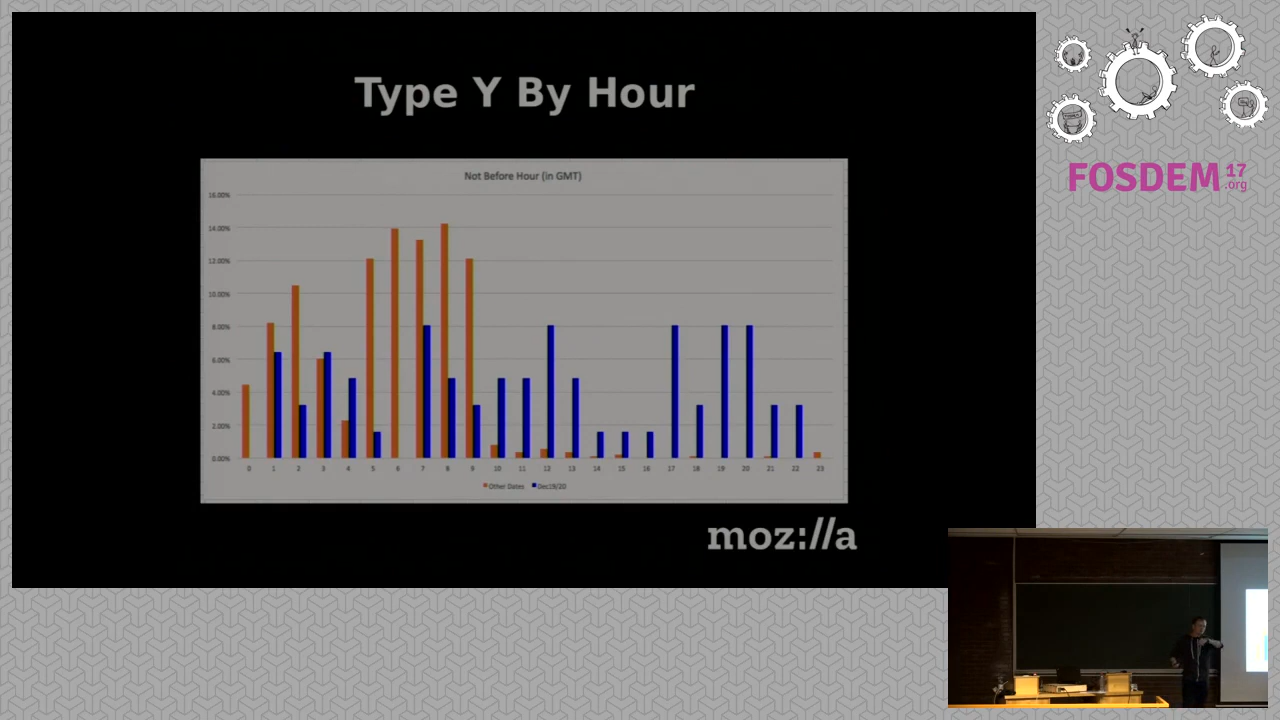 Type Y By Hour
Not Before Hour (in GMT)
16.00%
14.00%
12.00%
10.00%
8.00%
6.00%
4.00%
2.00%
0.00%
0 1 2 3 4 5 6 7 8 9 10 11 12 13 14 15 16 17 18 19 20 21 22 23
Other Dates Dec19/20
moz://a
FOSDEM 17
.org